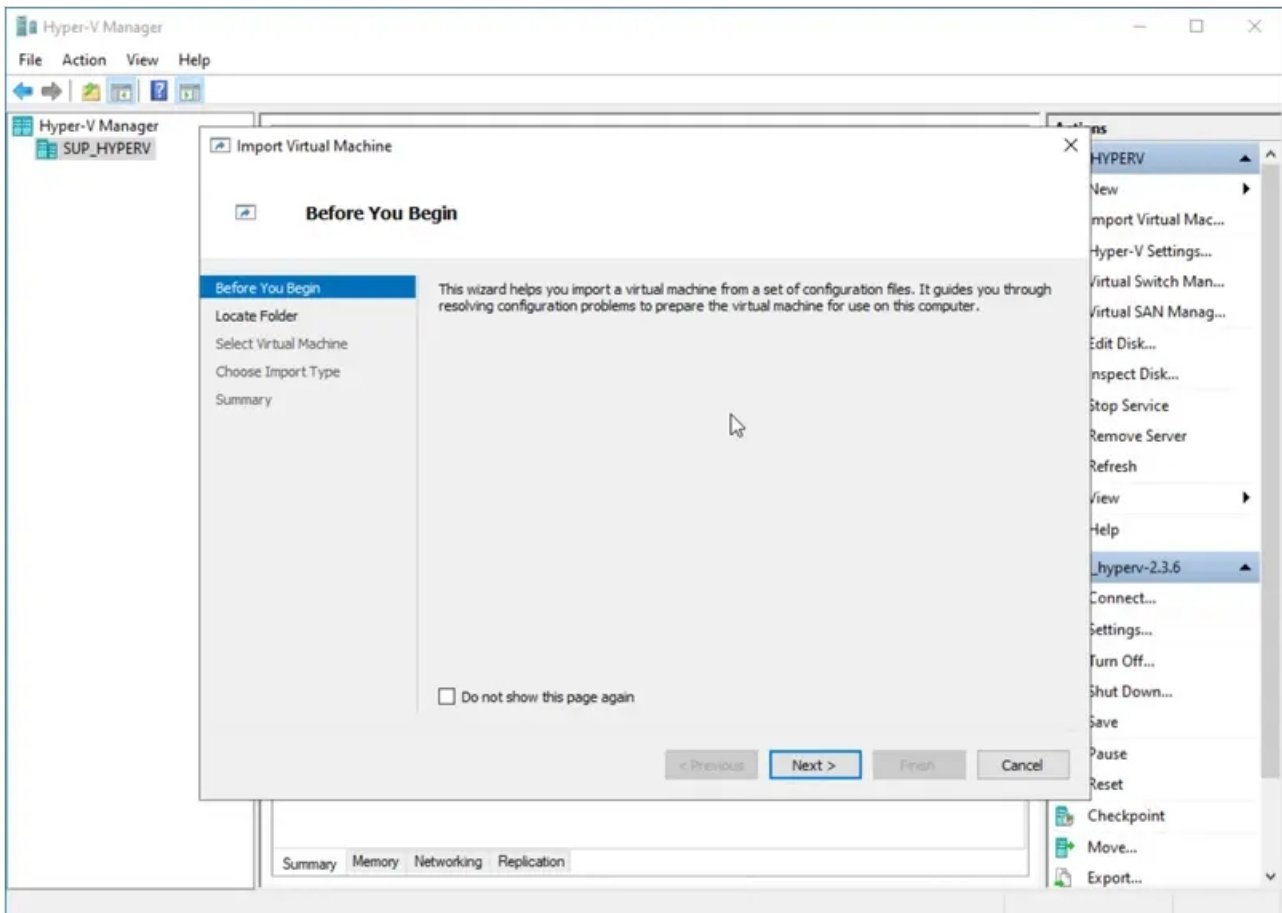 Hyper-V Manager
File Action View Help
Hyper-V Manager
SUP_HYPERV
Import Virtual Machine
Before You Begin
Before You Begin
Locate Folder
Select Virtual Machine
Choose Import Type
Summary
This wizard helps you import a virtual machine from a set of configuration files. It guides you through
resolving configuration problems to prepare the virtual machine for use on this computer.
Do not show this page again
< Previous Next > Finish Cancel
Summary Memory Networking Replication
HYPERV
New
mport Virtual Mac...
Hyper-V Settings...
Virtual Switch Man...
Virtual SAN Manag...
Edit Disk...
nspect Disk...
Stop Service
Remove Server
Refresh
View
Help
_hyperv-2.3.6
Connect...
Settings...
Turn Off...
Shut Down...
Save
Pause
Reset
Checkpoint
Move...
Export...